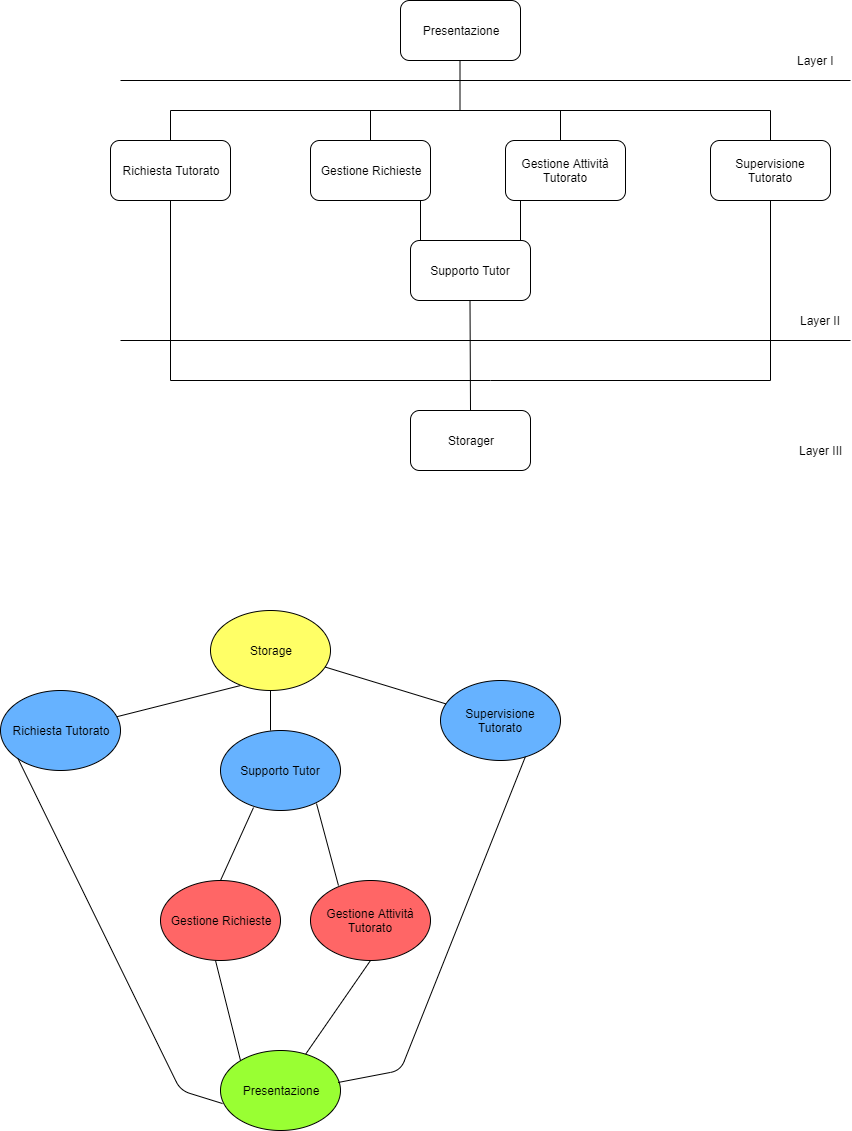 Presentazione
Layer I
Richiesta Tutorato
Gestione Richieste
Gestione Attività
Tutorato
Supervisione
Tutorato
Supporto Tutor
Layer II
Storager
Layer III
Storage
Richiesta Tutorato
Supervisione
Tutorato
Supporto Tutor
Gestione Richieste
Gestione Attività
Tutorato
Presentazione